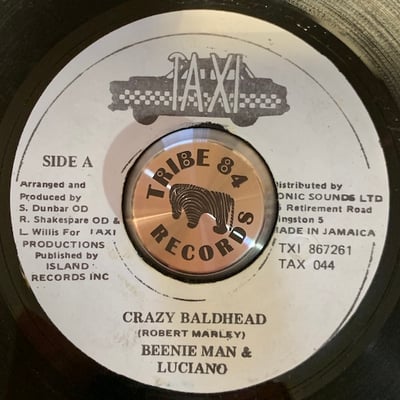 TAXI
SIDE A
Arranged and
Produced by
S. Dunbar OD
R. Shakespare OD &
L. Willis For TAXI
PRODUCTIONS
Published by
ISLAND
RECORDS INC
TRIBE 84
RECORDS
istributed by
ONIC SOUNDS LTD
Retirement Road
ingston 5
MADE IN JAMAICA
TXI 867261
TAX 044
CRAZY BALDHEAD
(ROBERT MARLEY)
BEENIE MAN &
LUCIANO